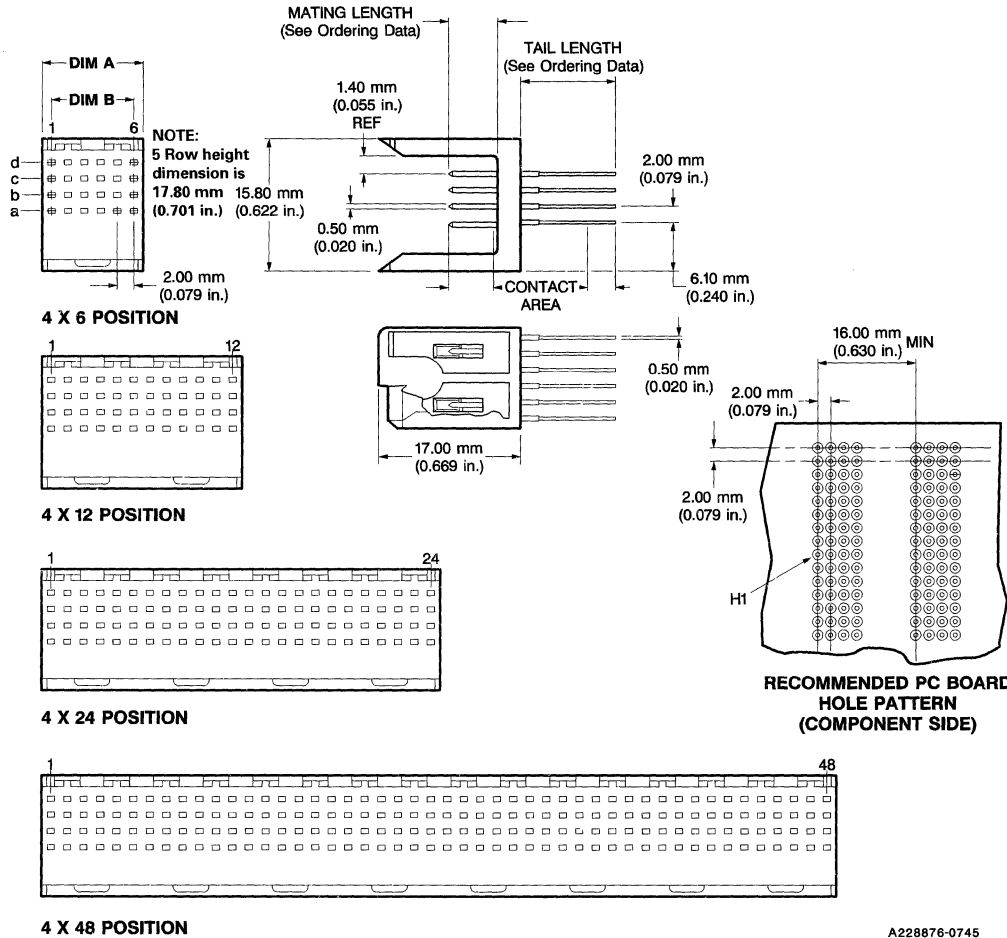 MATING LENGTH
(See Ordering Data)
TAIL LENGTH
(See Ordering Data)
DIM A
DIM B
1 6
d
c
b
a
NOTE:
5 Row height
dimension is
17.80 mm
(0.701 in.)
1.40 mm
(0.055 in.)
REF
15.80 mm
(0.622 in.)
0.50 mm
(0.020 in.)
2.00 mm
(0.079 in.)
2.00 mm
(0.079 in.)
CONTACT
AREA
6.10 mm
(0.240 in.)
4 X 6 POSITION
1 12
4 X 12 POSITION
0.50 mm
(0.020 in.)
17.00 mm
(0.669 in.)
16.00 mm
(0.630 in.)
MIN
2.00 mm
(0.079 in.)
2.00 mm
(0.079 in.)
H1
RECOMMENDED PC BOARD
HOLE PATTERN
(COMPONENT SIDE)
1 24
4 X 24 POSITION
1 48
4 X 48 POSITION
A228876-0745